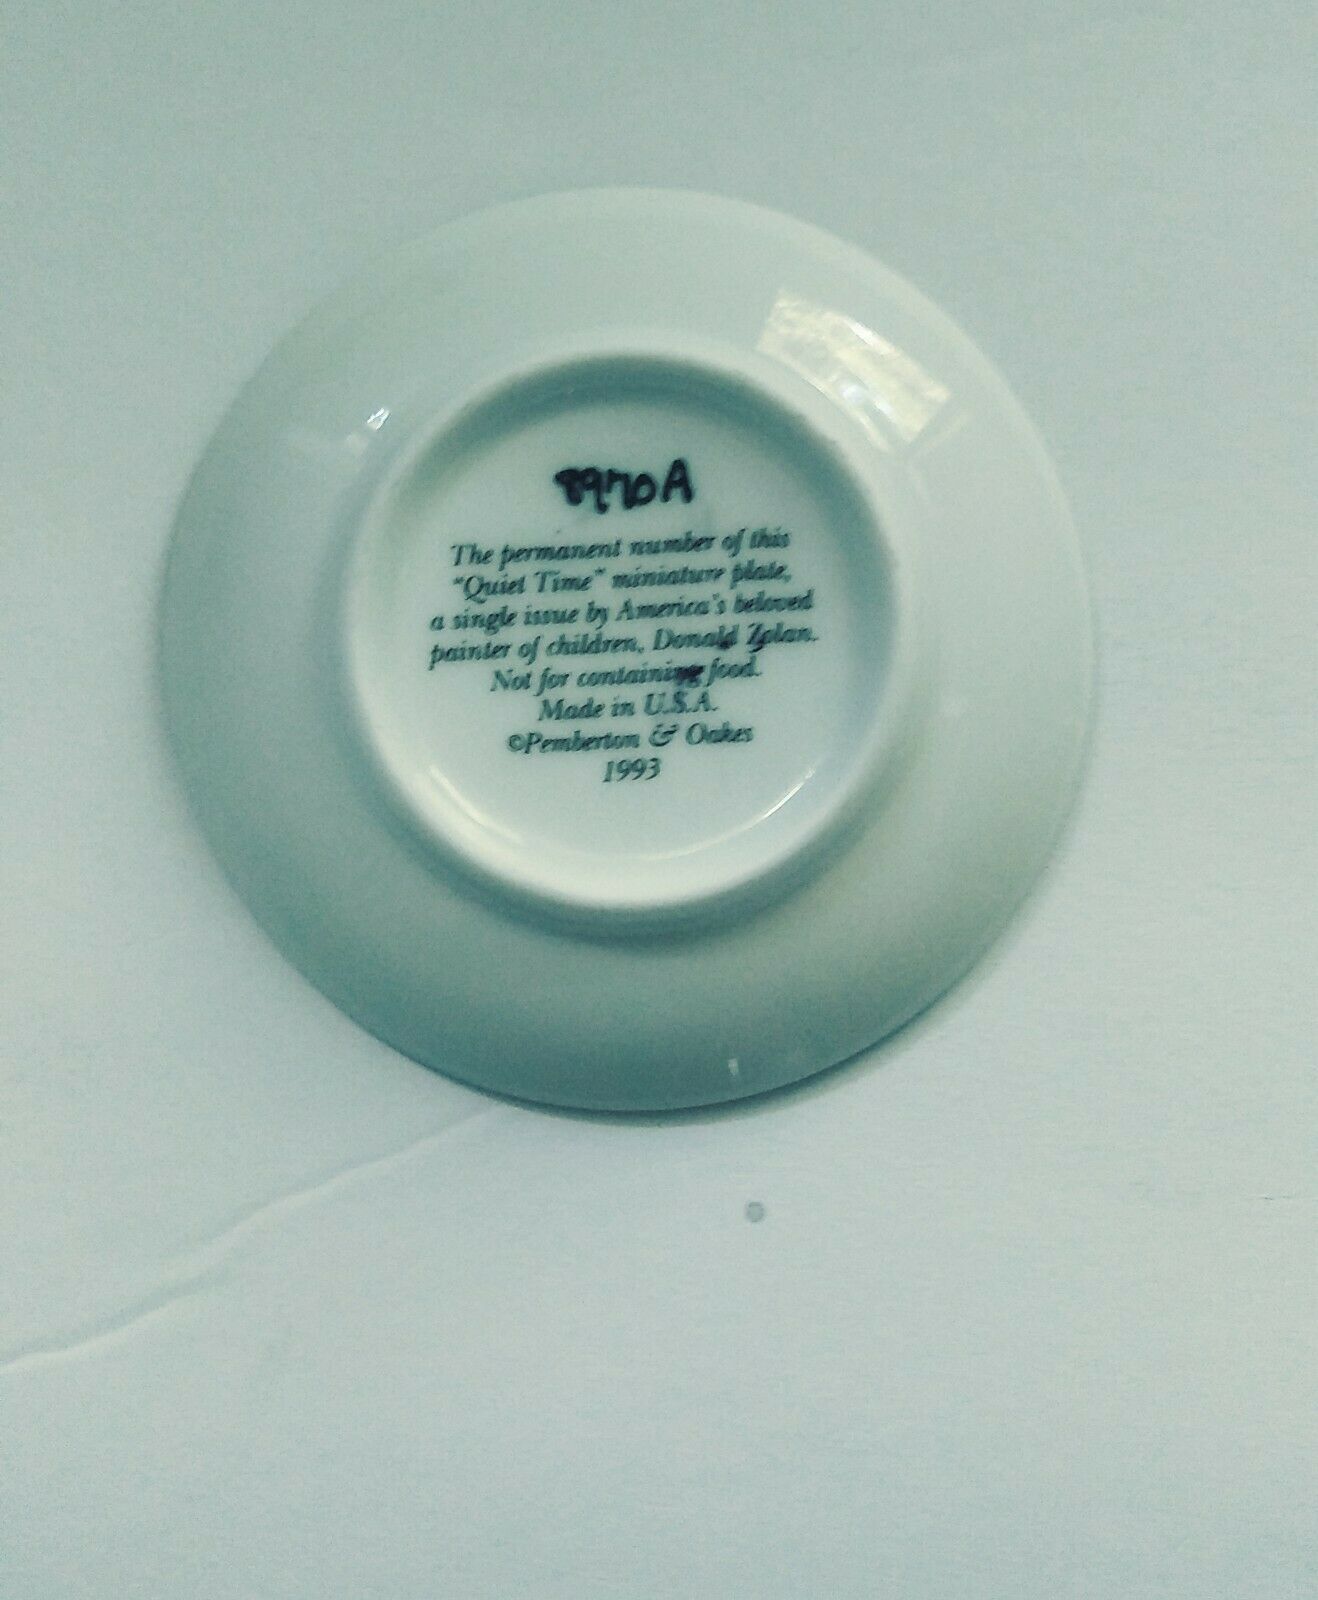 8970A
The permanent number of this
"Quiet Time" miniature plate,
a single issue by America's beloved
painter of children, Donald Zolan.
Not for containing food.
Made in U.S.A.
©Pemberton & Oakes
1993